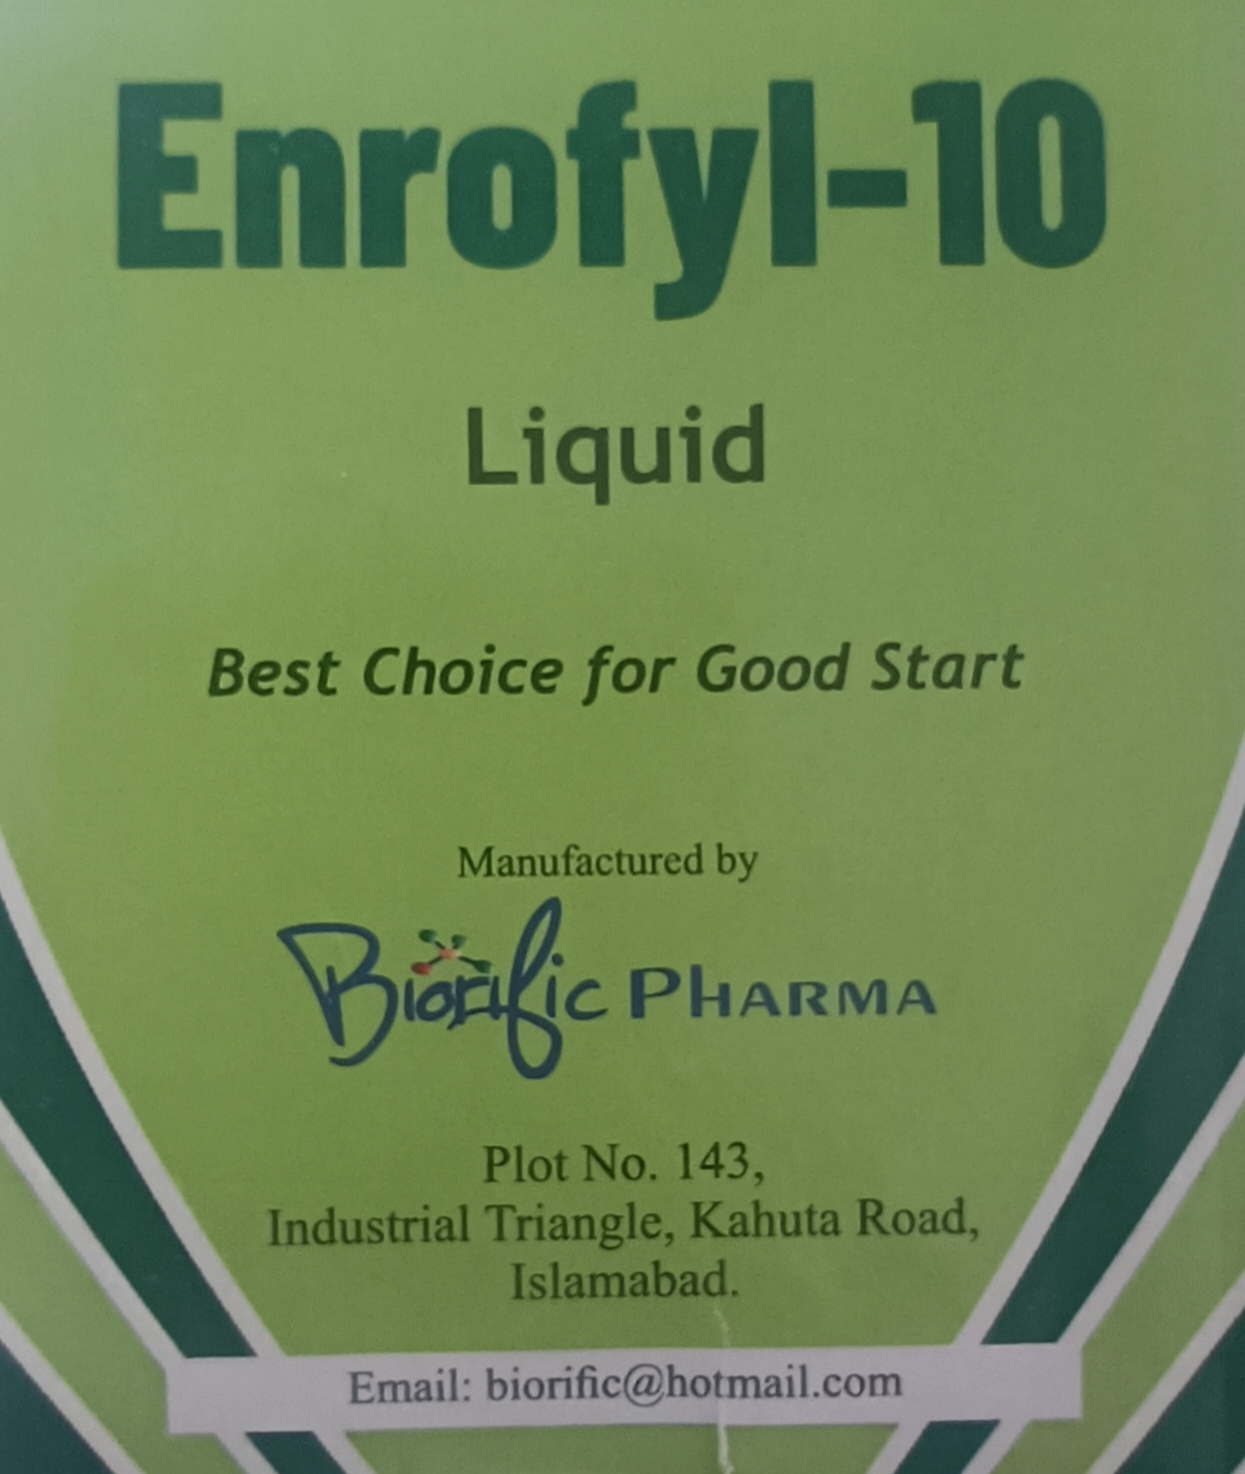 Enrofyl-10
Liquid
Best Choice for Good Start
Manufactured by
Biorific PHARMA
Plot No. 143,
Industrial Triangle, Kahuta Road,
Islamabad.
Email: biorific@hotmail.com